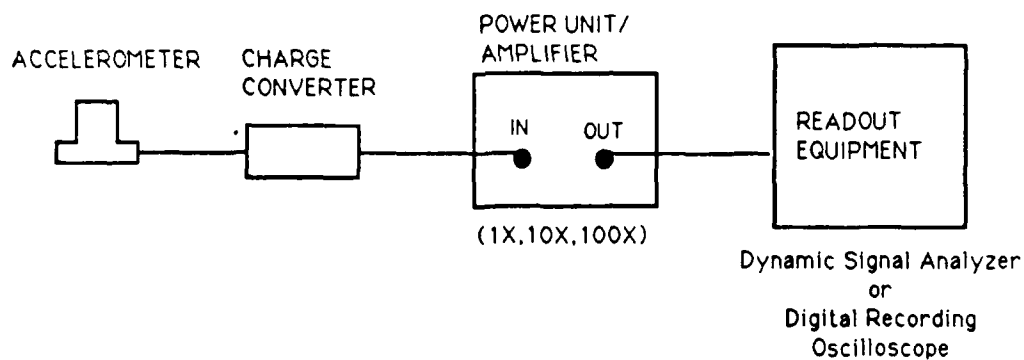 ACCELEROMETER
CHARGE
CONVERTER
POWER UNIT/
AMPLIFIER
IN
OUT
(1X,10X,100X)
READOUT
EQUIPMENT
Dynamic Signal Analyzer
or
Digital Recording
Oscilloscope